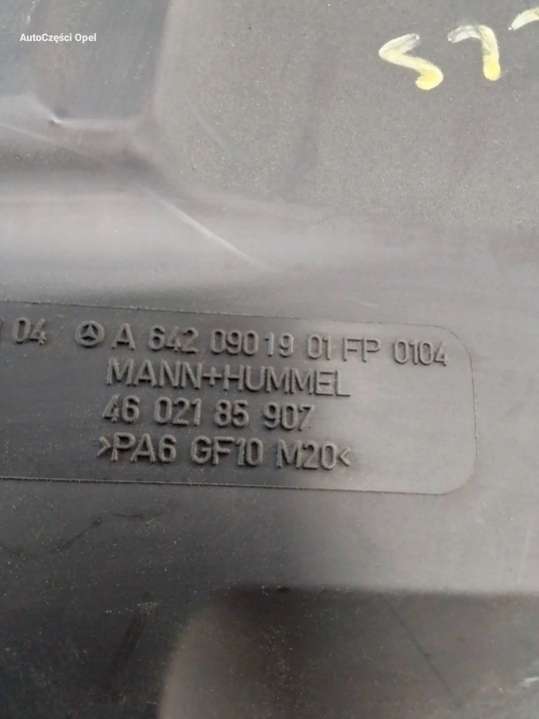 AutoCzęści Opel
04 A 642 090 19 01 FP 0104
MANN+HUMMEL
46 021 85 907
>PA6 GF10 M20<